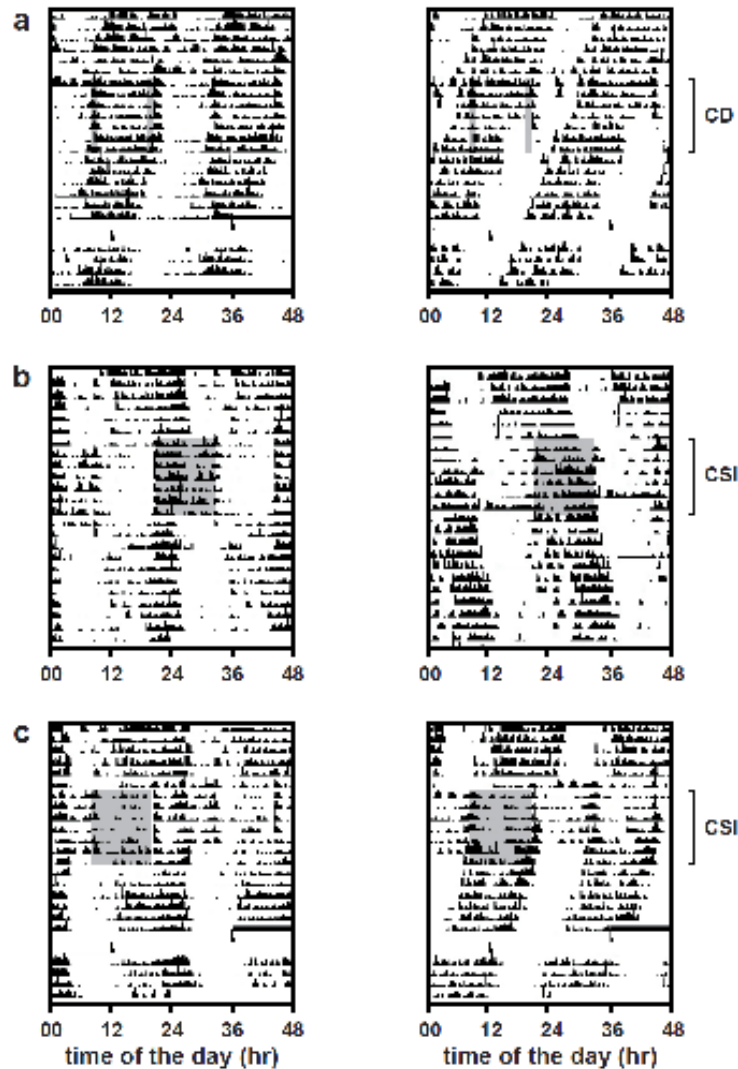 a
CD
00 12 24 36 48 00 12 24 36 48
b
CSI
00 12 24 36 48 00 12 24 36 48
c
CSI
00 12 24 36 48 00 12 24 36 48
time of the day (hr) time of the day (hr)